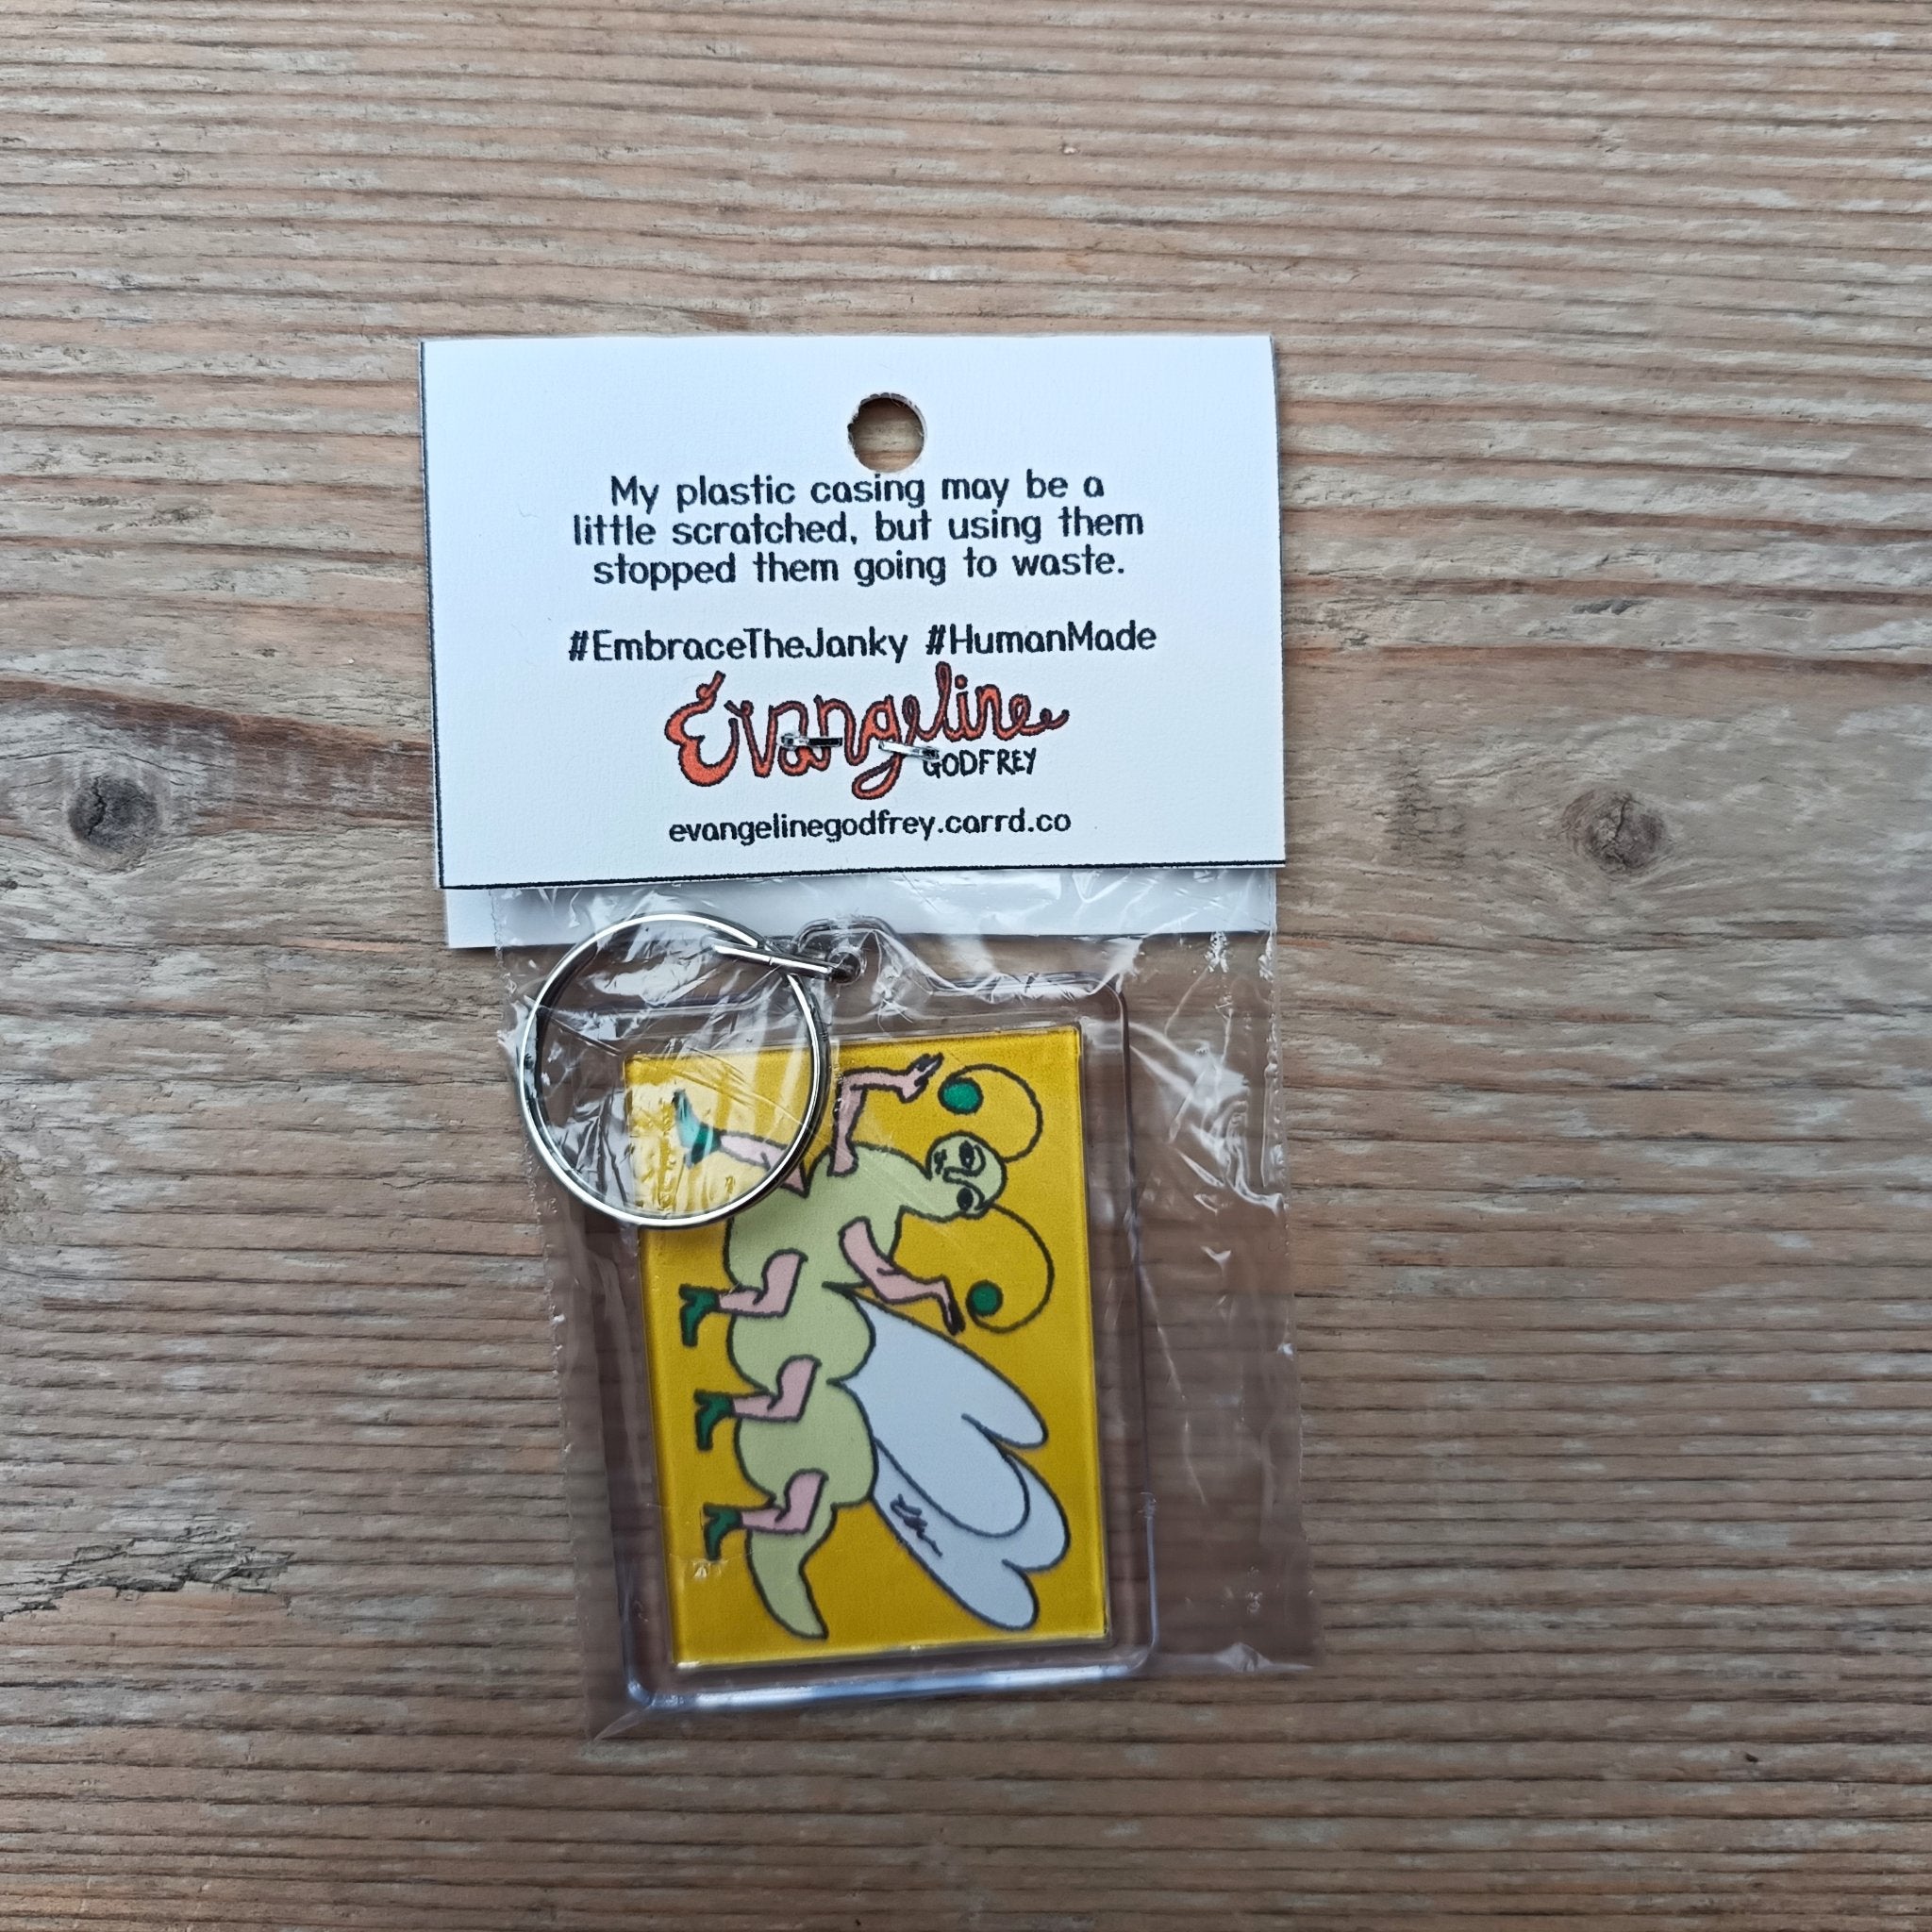 My plastic casing may be a
little scratched, but using them
stopped them going to waste.
#EmbraceTheJanky #HumanMade
Evangeline
GODFREY
evangelinegodfrey.carrd.co